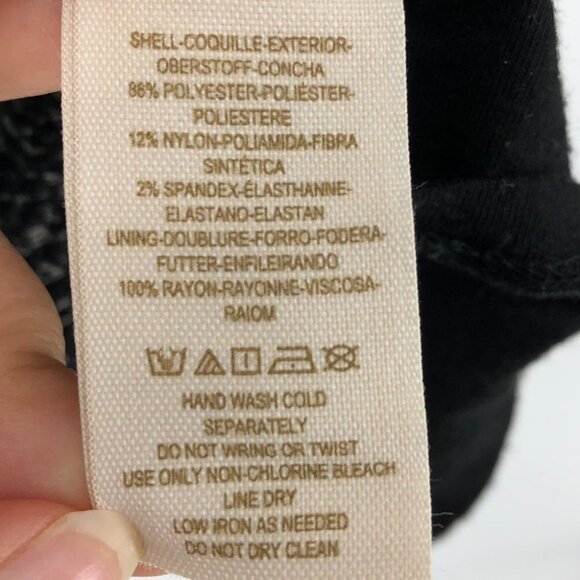 SHELL-COQUILLE-EXTERIOR-
OBERSTOFF-CONCHA
86% POLYESTER-POLIÉSTER-
POLIESTERE
12% NYLON-POLIAMIDA-FIBRA
SINTÉTICA
2% SPANDEX-ÉLASTHANNE-
ELASTANO-ELASTAN
LINING-DOUBLURE-FORRO-FODERA-
FUTTER-ENFILEIRANDO
100% RAYON-RAYONNE-VISCOSA-
RAIOM
HAND WASH COLD
SEPARATELY
DO NOT WRING OR TWIST
USE ONLY NON-CHLORINE BLEACH
LINE DRY
LOW IRON AS NEEDED
DO NOT DRY CLEAN